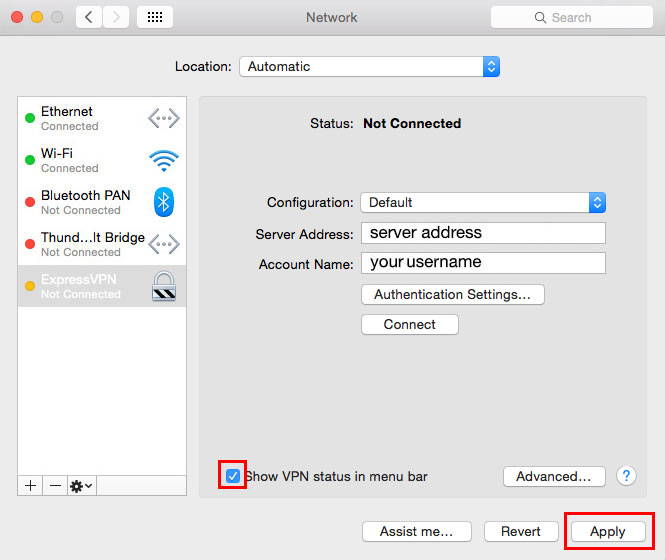 Network
Search
Location: Automatic
Ethernet
Connected
Wi-Fi
Connected
Bluetooth PAN
Not Connected
Thund...lt Bridge
Not Connected
ExpressVPN
Not Connected
Status: Not Connected
Configuration: Default
Server Address: server address
Account Name: your username
Authentication Settings...
Connect
Show VPN status in menu bar
Advanced...
?
Assist me...
Revert
Apply